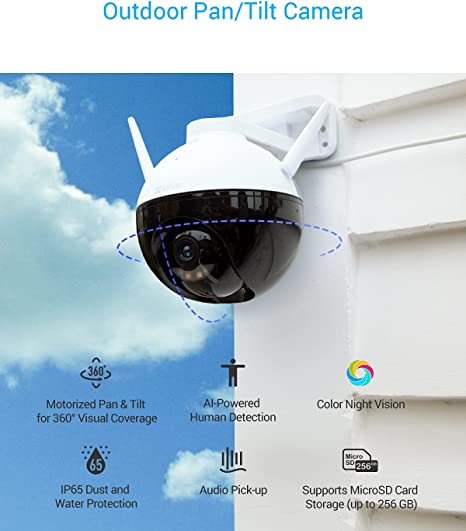 Outdoor Pan/Tilt Camera
360°
Motorized Pan & Tilt
for 360° Visual Coverage
AI-Powered
Human Detection
Color Night Vision
65
IP65 Dust and
Water Protection
Audio Pick-up
Micro
SD 256GB
Supports MicroSD Card
Storage (up to 256 GB)